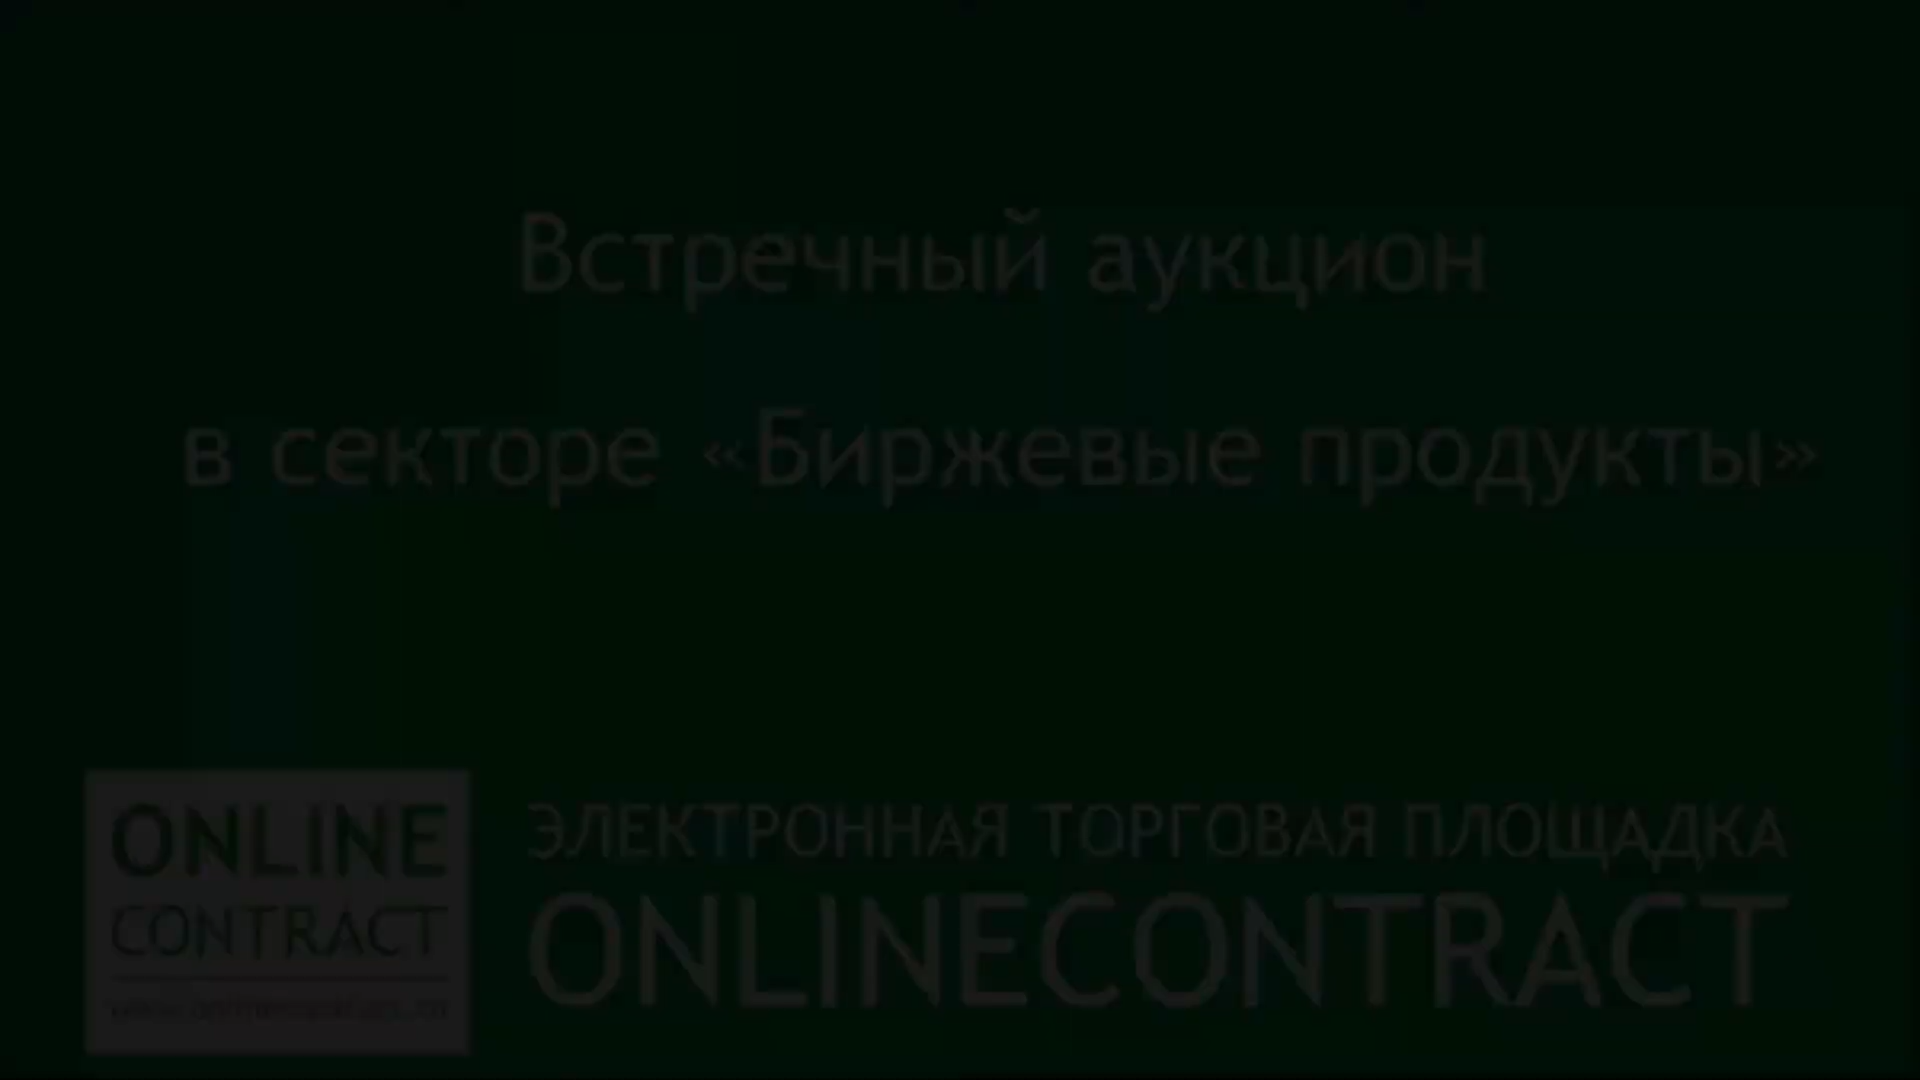 Встречный аукцион
в секторе «Биржевые продукты»
ONLINE
CONTRACT
ЭЛЕКТРОННАЯ ТОРГОВАЯ ПЛОЩАДКА
ONLINECONTRACT